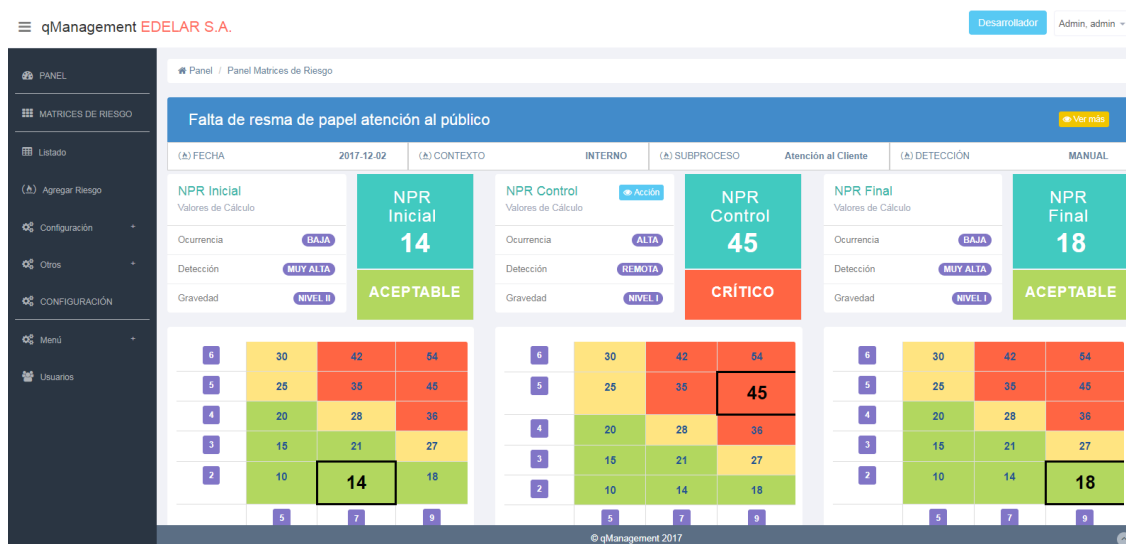 qManagement EDELAR S.A.
Desarrollador
Admin, admin
PANEL
MATRICES DE RIESGO
Listado
Agregar Riesgo
Configuración +
Otros +
CONFIGURACIÓN
Menú +
Usuarios
Panel / Panel Matrices de Riesgo
Falta de resma de papel atención al público
Ver más
FECHA 2017-12-02
CONTEXTO INTERNO
SUBPROCESO Atención al Cliente
DETECCIÓN MANUAL
NPR Inicial
Valores de Cálculo
Ocurrencia BAJA
Detección MUY ALTA
Gravedad NIVEL II
NPR
Inicial
14
ACEPTABLE
NPR Control
Acción
Valores de Cálculo
Ocurrencia ALTA
Detección REMOTA
Gravedad NIVEL I
NPR
Control
45
CRÍTICO
NPR Final
Valores de Cálculo
Ocurrencia BAJA
Detección MUY ALTA
Gravedad NIVEL I
NPR
Final
18
ACEPTABLE
6 30 42 54
5 25 35 45
4 20 28 36
3 15 21 27
2 10 14 18
5 7 9
6 30 42 54
5 25 35 45
4 20 28 36
3 15 21 27
2 10 14 18
5 7 9
6 30 42 54
5 25 35 45
4 20 28 36
3 15 21 27
2 10 14 18
5 7 9
© qManagement 2017